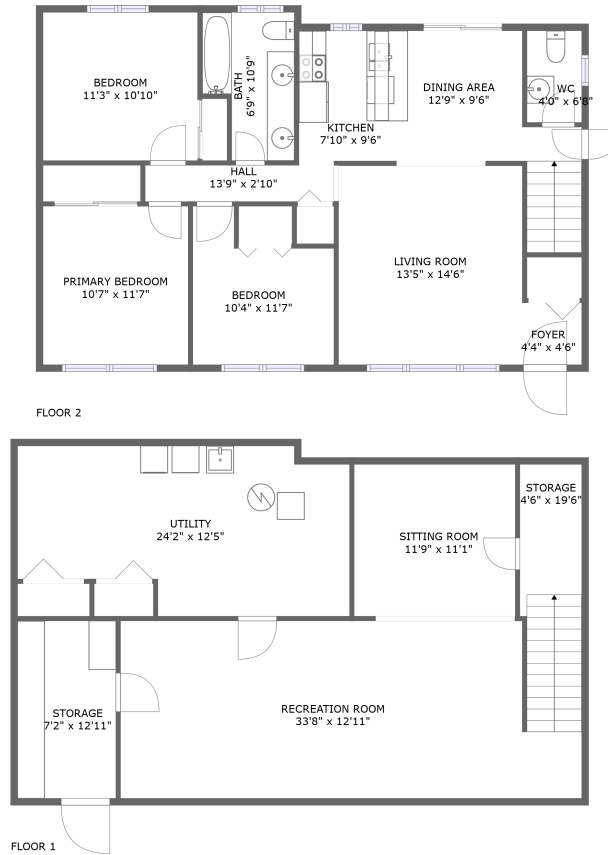 BEDROOM
11'3" x 10'10"
BATH
6'9" x 10'9"
DINING AREA
12'9" x 9'6"
WC
4'0" x 6'8"
KITCHEN
7'10" x 9'6"
HALL
13'9" x 2'10"
PRIMARY BEDROOM
10'7" x 11'7"
BEDROOM
10'4" x 11'7"
LIVING ROOM
13'5" x 14'6"
FOYER
4'4" x 4'6"
FLOOR 2
UTILITY
24'2" x 12'5"
SITTING ROOM
11'9" x 11'1"
STORAGE
4'6" x 19'6"
STORAGE
7'2" x 12'11"
RECREATION ROOM
33'8" x 12'11"
FLOOR 1